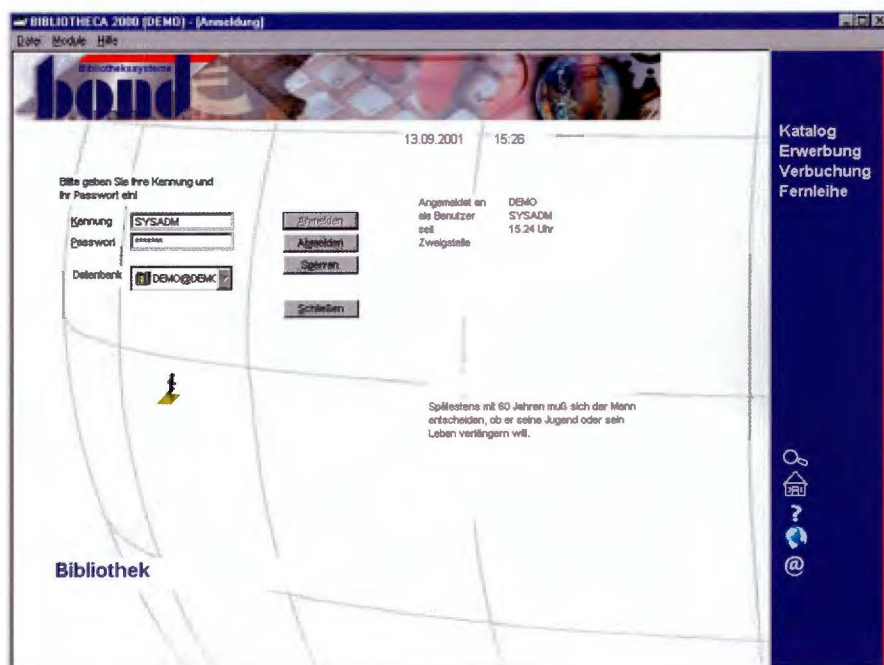 BIBLIOTHECA 2000 (DEMO) - [Anmeldung]
Datei Module Hilfe
Bibliothekssysteme
bond
13.09.2001 15:26
Katalog
Erwerbung
Verbuchung
Fernleihe
Bitte geben Sie Ihre Kennung und
Ihr Passwort ein!
Kennung SYSADM
Passwort *******
Datenbank DEMO@DEMO
Anmelden
Abmelden
Sperren
Schließen
Angemeldet an DEMO
als Benutzer SYSADM
seit 15.24 Uhr
Zweigstelle
Spätestens mit 60 Jahren muß sich der Mann
entscheiden, ob er seine Jugend oder sein
Leben verlängern will.
?
@
Bibliothek